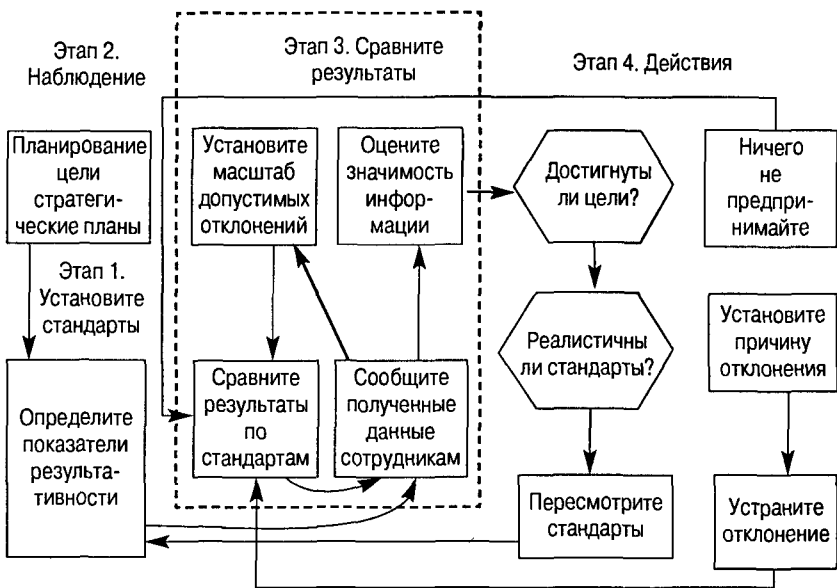 Этап 2.
Наблюдение
Этап 3. Сравните
результаты
Этап 4. Действия
Планирование
цели
стратеги-
ческие планы
Установите
масштаб
допустимых
отклонений
Оцените
значимость
инфор-
мации
Достигнуты
ли цели?
Ничего
не
предпри-
нимайте
Этап 1.
Установите
стандарты
Определите
показатели
результа-
тивности
Сравните
результаты
по
стандартам
Сообщите
полученные
данные
сотрудникам
Реалистичны
ли стандарты?
Установите
причину
отклонения
Пересмотрите
стандарты
Устраните
отклонение